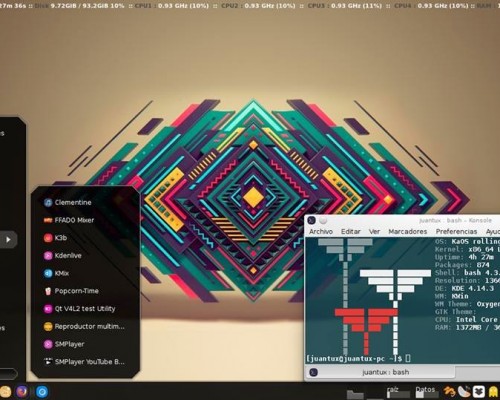 27m 36s :: Disk 9.72GiB / 93.2GiB 10% :: CPU1 : 0.93 GHz (10%) :: CPU2 : 0.93 GHz (10%) :: CPU3 : 0.93 GHz (11%) :: CPU4 : 0.93 GHz (10%) :: RAM
Clementine
FFADO Mixer
K3b
Kdenlive
KMix
Popcorn-Time
Qt V4L2 test Utility
Reproductor multim...
SMPlayer
SMPlayer YouTube B...
juantux : bash – Konsole
Archivo Editar Ver Marcadores Preferencias Ayu
OS: KaOS rolling
Kernel: x86_64 L
Uptime: 4h 27m
Packages: 874
Shell: bash 4.3.
Resolution: 1366
DE: KDE 4.14.3
WM: KWin
WM Theme: Oxygen
GTK Theme:
CPU: Intel Core
RAM: 1372MB / 3
[juantux@juantux-pc ~]$
juantux : bash
raíz Datos